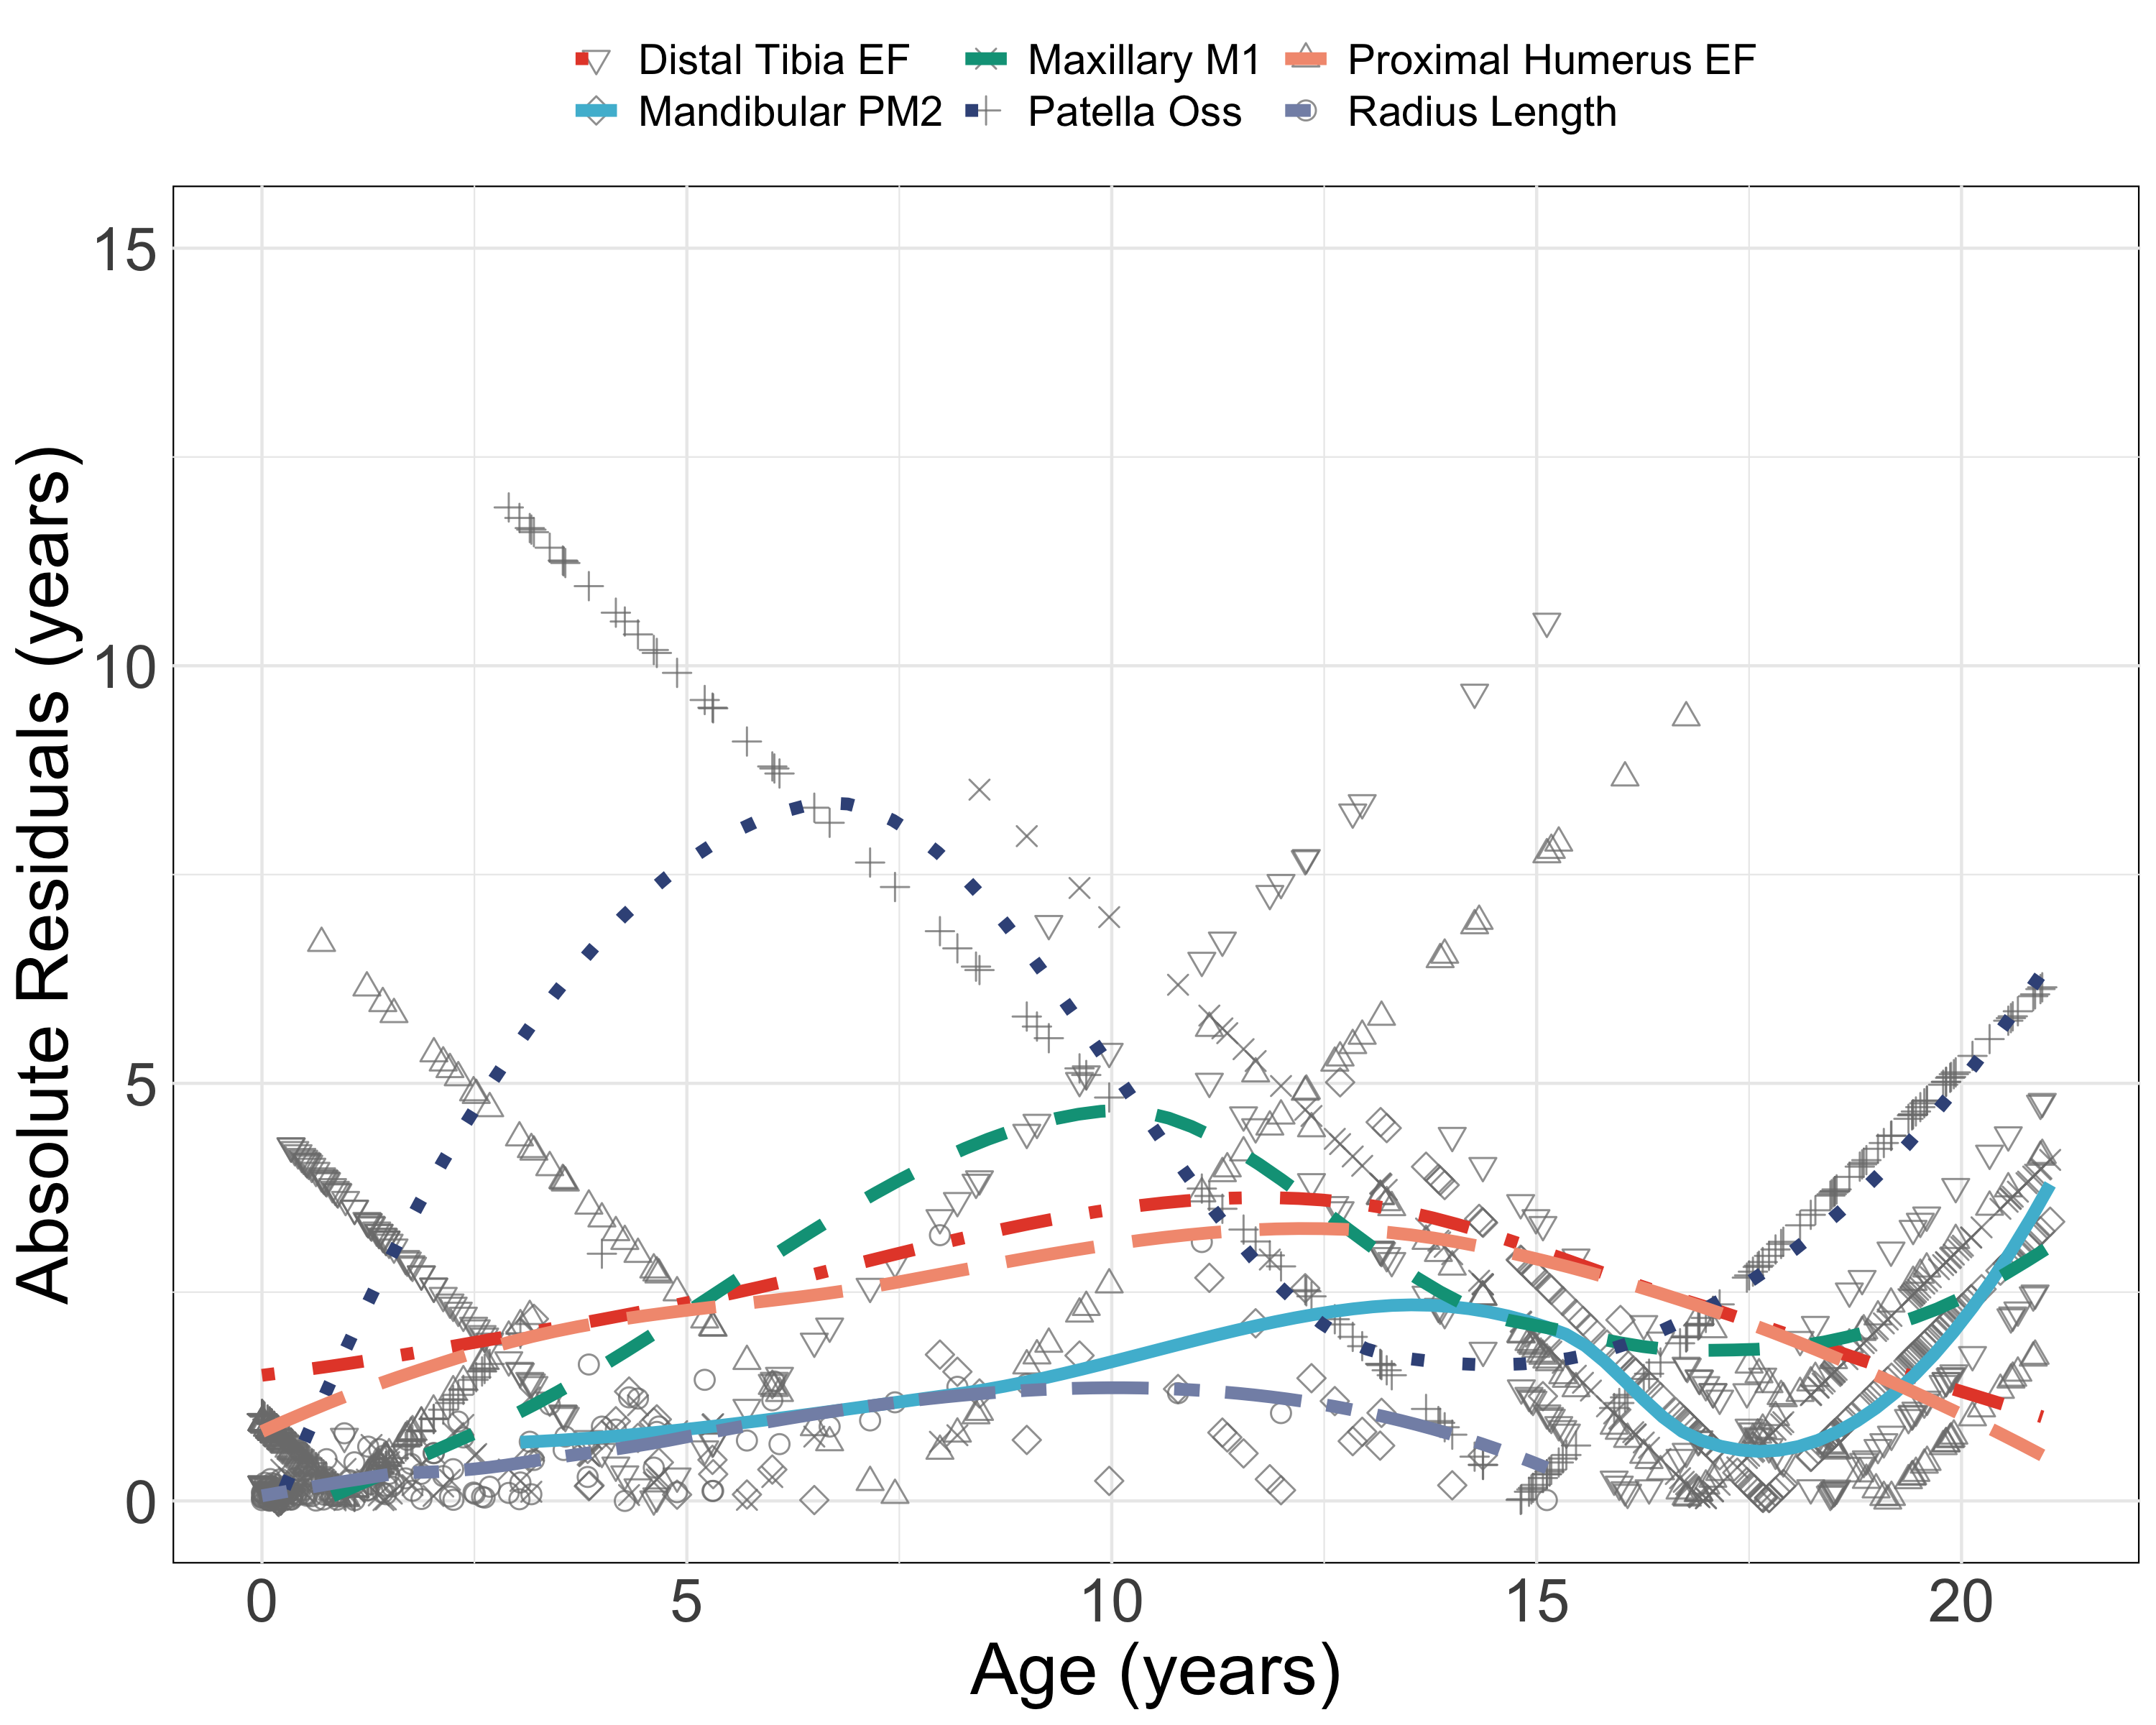 Distal Tibia EF Maxillary M1 Proximal Humerus EF
Mandibular PM2 Patella Oss Radius Length
Absolute Residuals (years)
15
10
5
0
0 5 10 15 20
Age (years)